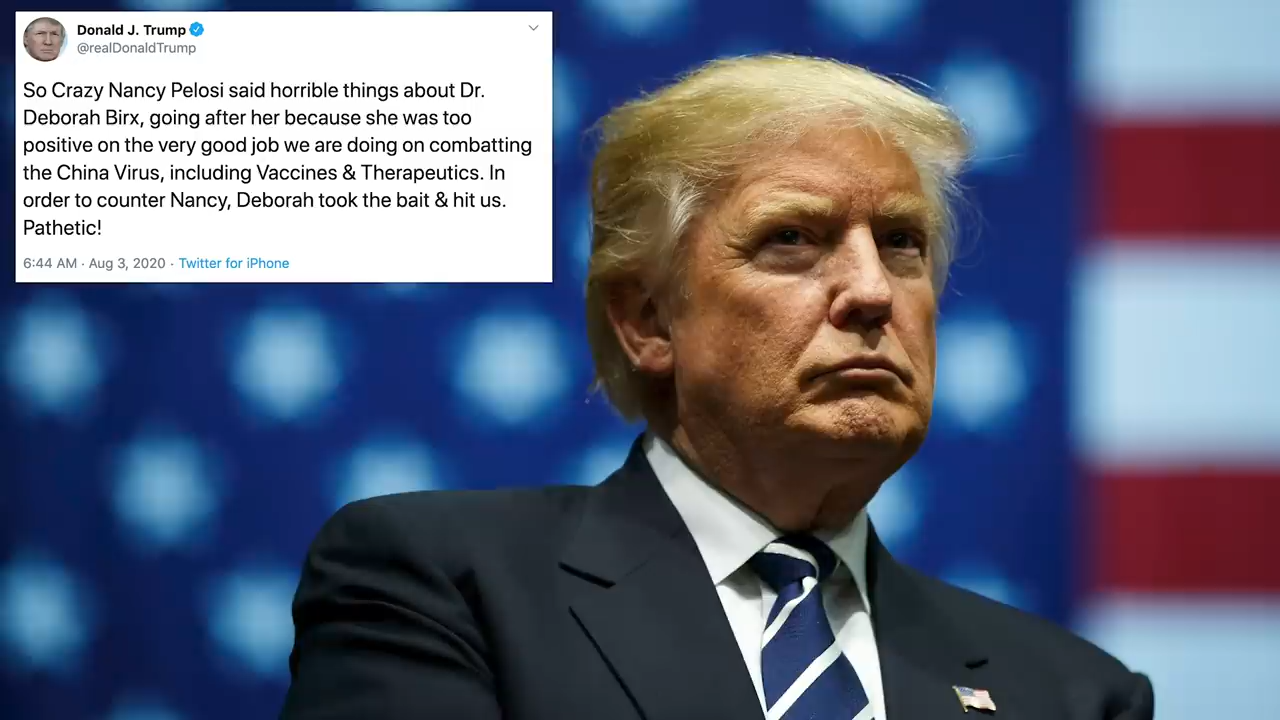 Donald J. Trump
@realDonaldTrump
So Crazy Nancy Pelosi said horrible things about Dr.
Deborah Birx, going after her because she was too
positive on the very good job we are doing on combatting
the China Virus, including Vaccines & Therapeutics. In
order to counter Nancy, Deborah took the bait & hit us.
Pathetic!
6:44 AM · Aug 3, 2020 · Twitter for iPhone